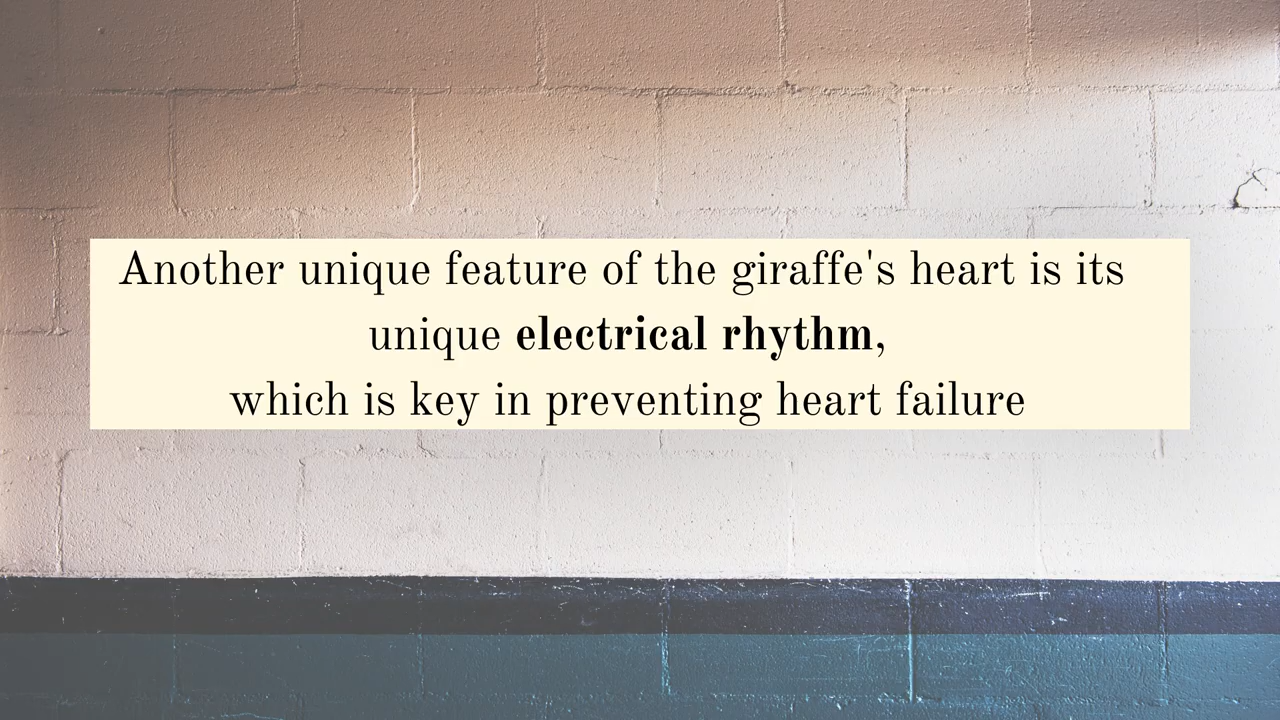 Another unique feature of the giraffe's heart is its
unique electrical rhythm,
which is key in preventing heart failure